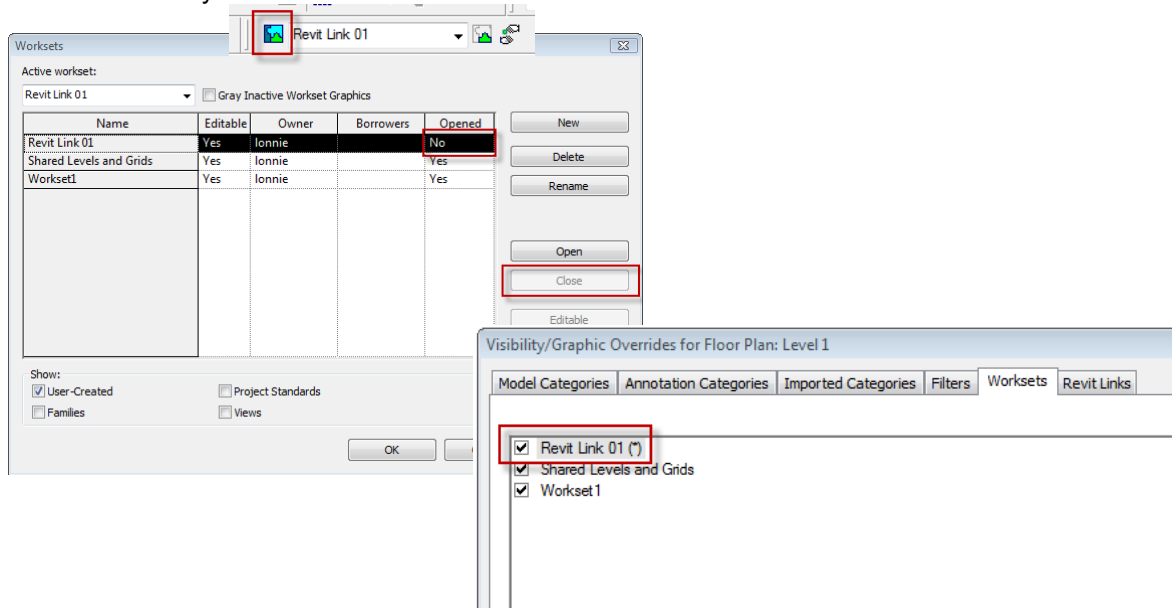 Revit Link 01
Worksets
Active workset:
Revit Link 01
Gray Inactive Workset Graphics
Name Editable Owner Borrowers Opened
Revit Link 01 Yes lonnie No
Shared Levels and Grids Yes lonnie Yes
Workset1 Yes lonnie Yes
New
Delete
Rename
Open
Close
Editable
Show:
User-Created
Project Standards
Families
Views
OK
Visibility/Graphic Overrides for Floor Plan: Level 1
Model Categories Annotation Categories Imported Categories Filters Worksets Revit Links
Revit Link 01 (*)
Shared Levels and Grids
Workset1